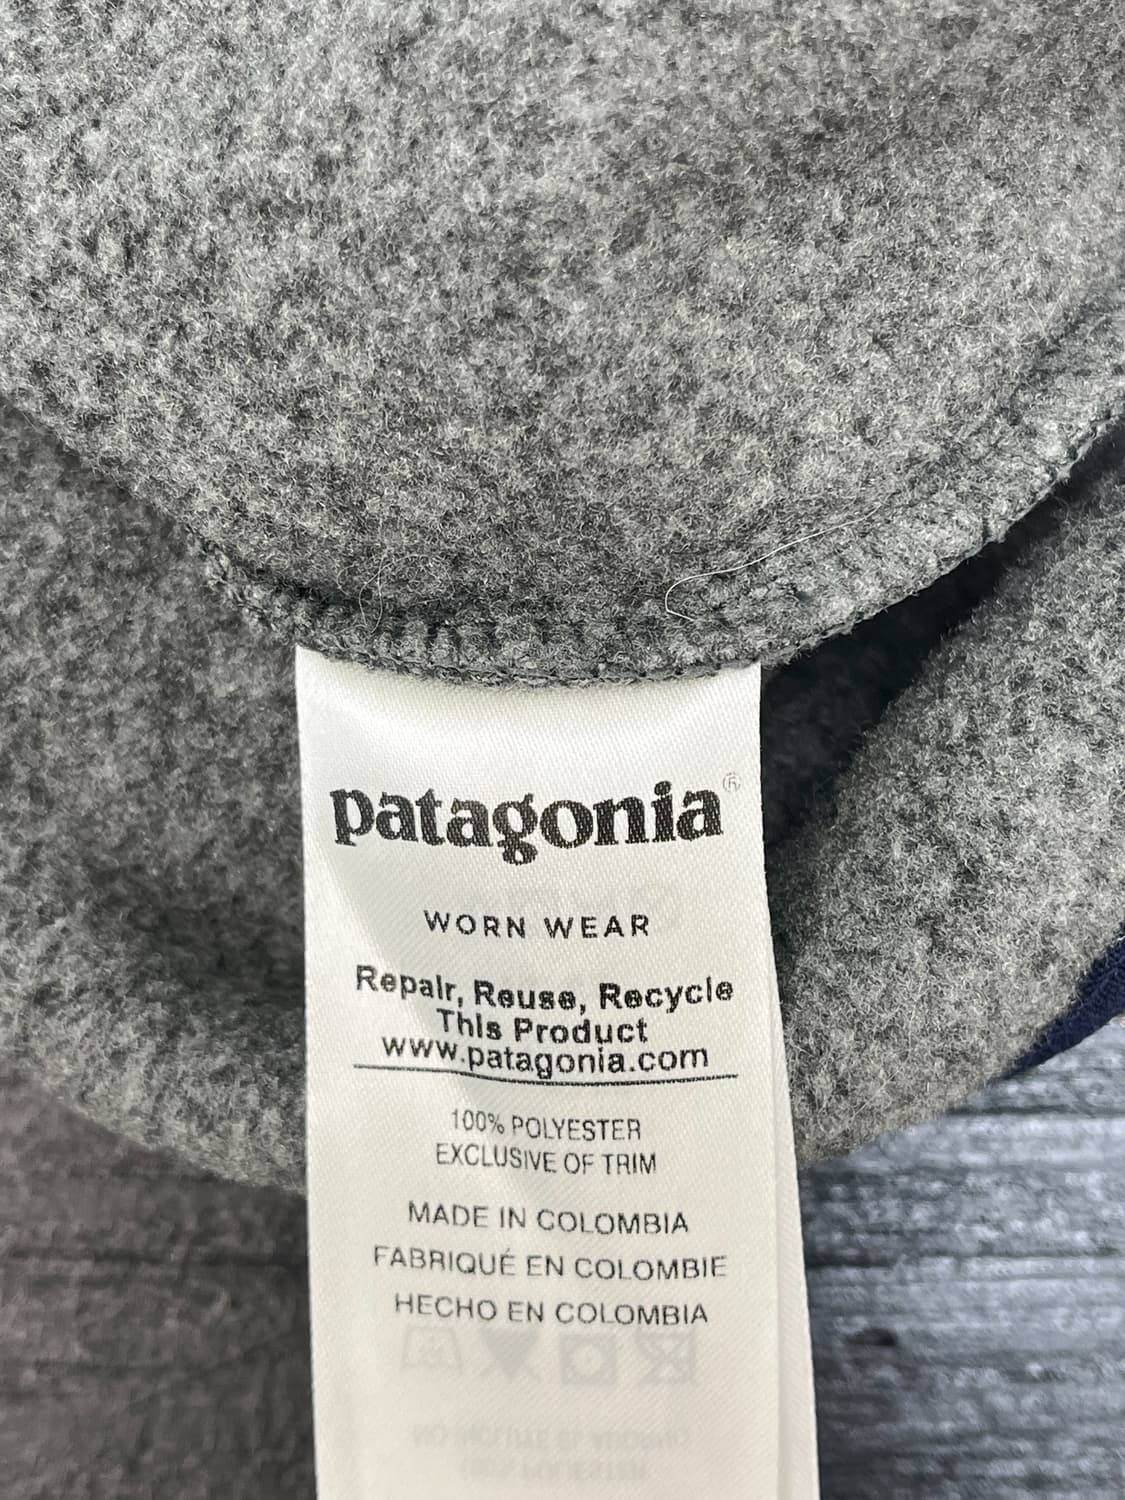 patagonia®
WORN WEAR
Repair, Reuse, Recycle
This Product
www.patagonia.com
100% POLYESTER
EXCLUSIVE OF TRIM
MADE IN COLOMBIA
FABRIQUÉ EN COLOMBIE
HECHO EN COLOMBIA